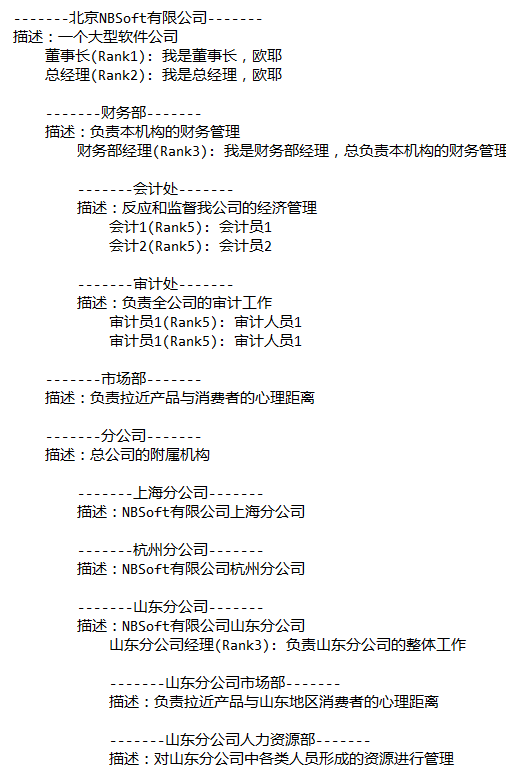 -------北京NBSoft有限公司-------
描述：一个大型软件公司
董事长(Rank1): 我是董事长，欧耶
总经理(Rank2): 我是总经理，欧耶
-------财务部-------
描述：负责本机构的财务管理
财务部经理(Rank3): 我是财务部经理，总负责本机构的财务管理
-------会计处-------
描述：反应和监督我公司的经济管理
会计1(Rank5): 会计员1
会计2(Rank5): 会计员2
-------审计处-------
描述：负责全公司的审计工作
审计员1(Rank5): 审计人员1
审计员1(Rank5): 审计人员1
-------市场部-------
描述：负责拉近产品与消费者的心理距离
-------分公司-------
描述：总公司的附属机构
-------上海分公司-------
描述：NBSoft有限公司上海分公司
-------杭州分公司-------
描述：NBSoft有限公司杭州分公司
-------山东分公司-------
描述：NBSoft有限公司山东分公司
山东分公司经理(Rank3): 负责山东分公司的整体工作
-------山东分公司市场部-------
描述：负责拉近产品与山东地区消费者的心理距离
-------山东分公司人力资源部-------
描述：对山东分公司中各类人员形成的资源进行管理